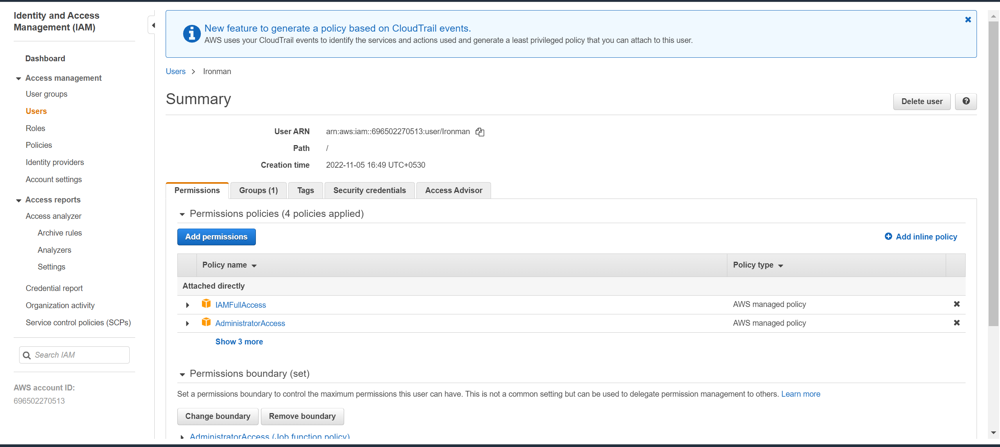 Identity and Access
Management (IAM)
Dashboard
Access management
User groups
Users
Roles
Policies
Identity providers
Account settings
Access reports
Access analyzer
Archive rules
Analyzers
Settings
Credential report
Organization activity
Service control policies (SCPs)
Search IAM
AWS account ID:
696502270513
New feature to generate a policy based on CloudTrail events.
AWS uses your CloudTrail events to identify the services and actions used and generate a least privileged policy that you can attach to this user.
Users > Ironman
Summary
Delete user
User ARN arn:aws:iam::696502270513:user/Ironman
Path /
Creation time 2022-11-05 16:49 UTC+0530
Permissions Groups (1) Tags Security credentials Access Advisor
Permissions policies (4 policies applied)
Add permissions Add inline policy
Policy name Policy type
Attached directly
IAMFullAccess AWS managed policy
AdministratorAccess AWS managed policy
Show 3 more
Permissions boundary (set)
Set a permissions boundary to control the maximum permissions this user can have. This is not a common setting but can be used to delegate permission management to others. Learn more
Change boundary Remove boundary
AdministratorAccess (Job function policy)